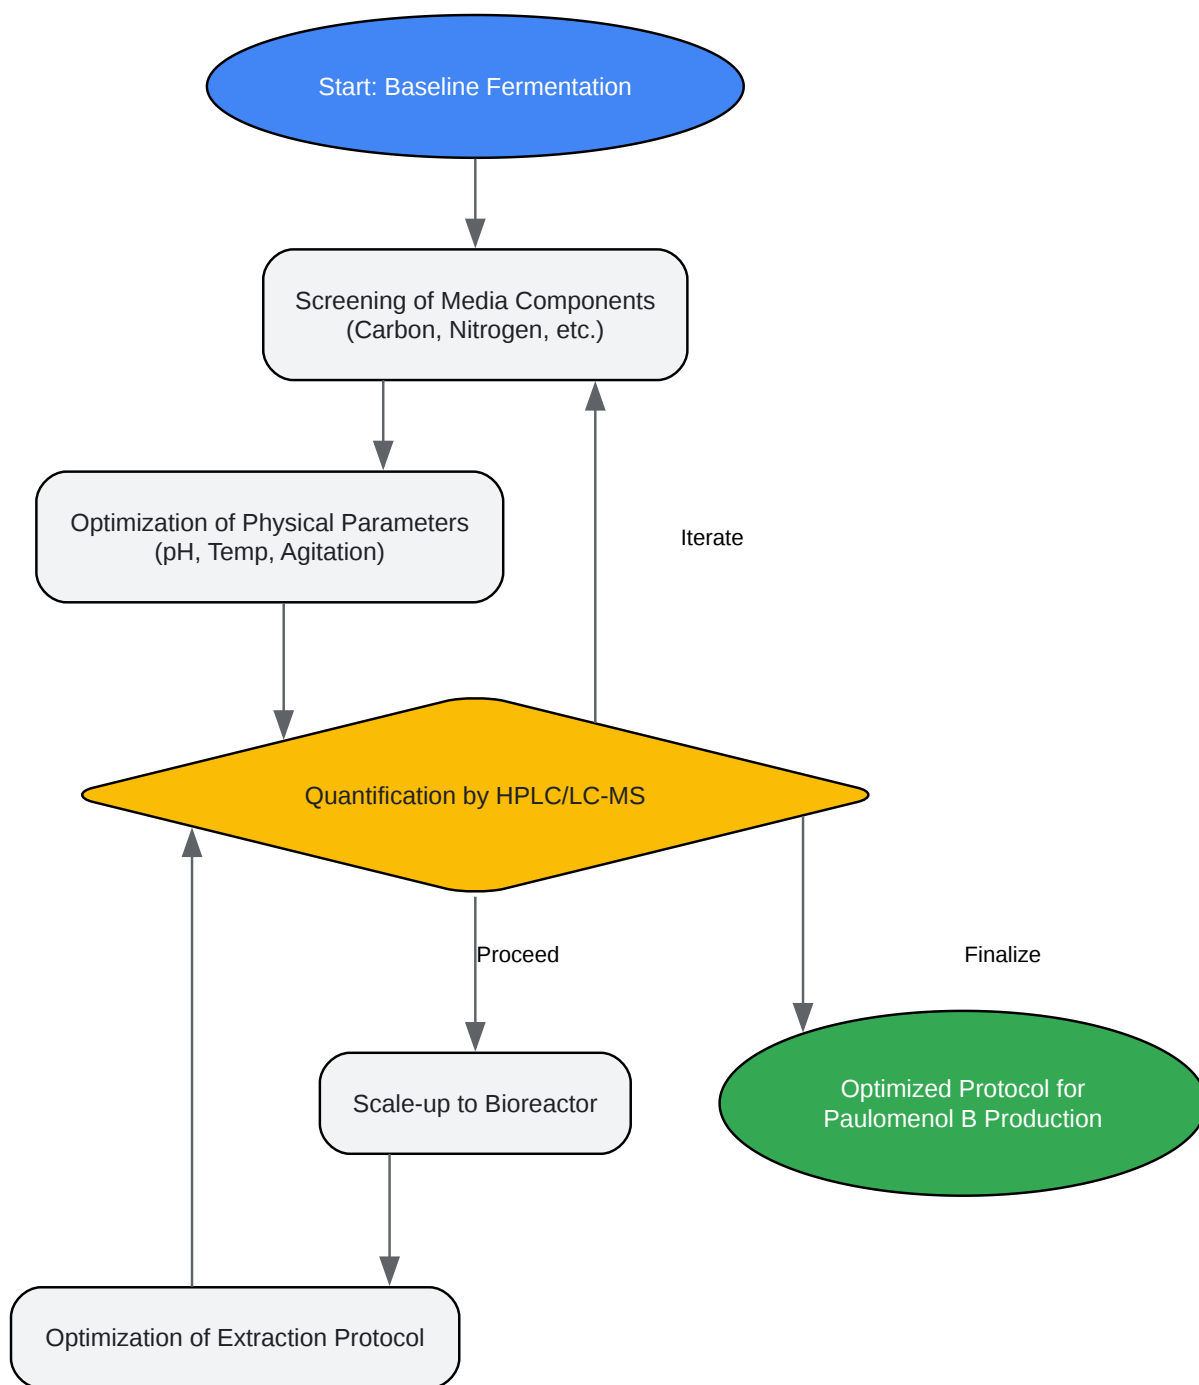 Start: Baseline Fermentation
Screening of Media Components
(Carbon, Nitrogen, etc.)
Optimization of Physical Parameters
(pH, Temp, Agitation)
Iterate
Quantification by HPLC/LC-MS
Proceed
Finalize
Scale-up to Bioreactor
Optimized Protocol for
Paulomenol B Production
Optimization of Extraction Protocol